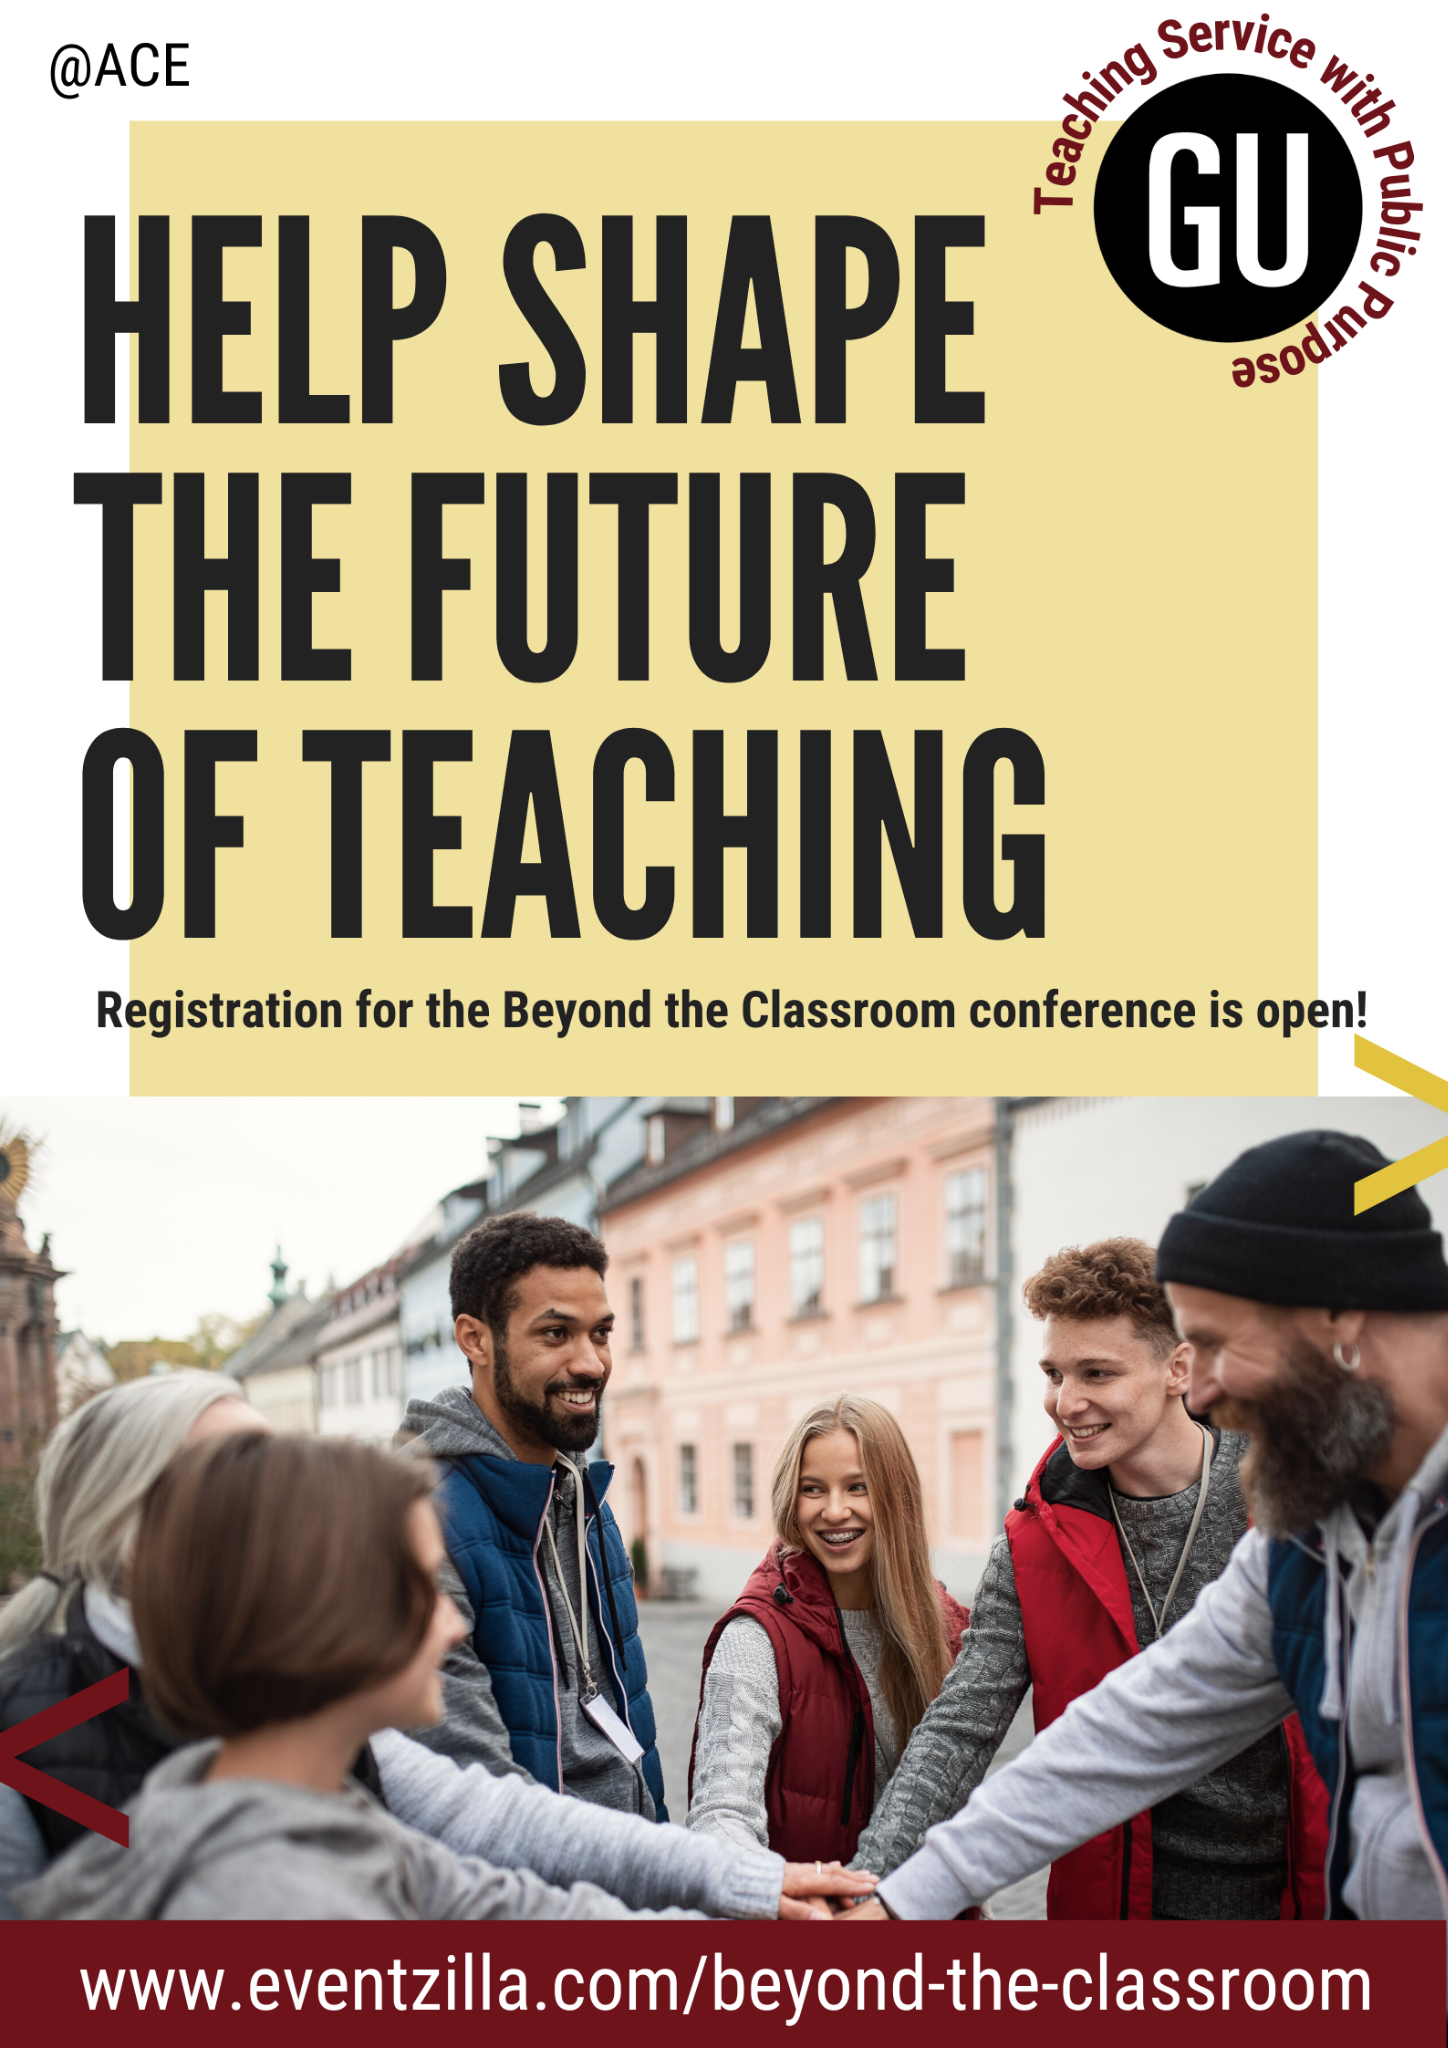 @ACE
Teaching Service with Public Purpose
GU
HELP SHAPE
THE FUTURE
OF TEACHING
Registration for the Beyond the Classroom conference is open!
www.eventzilla.com/beyond-the-classroom